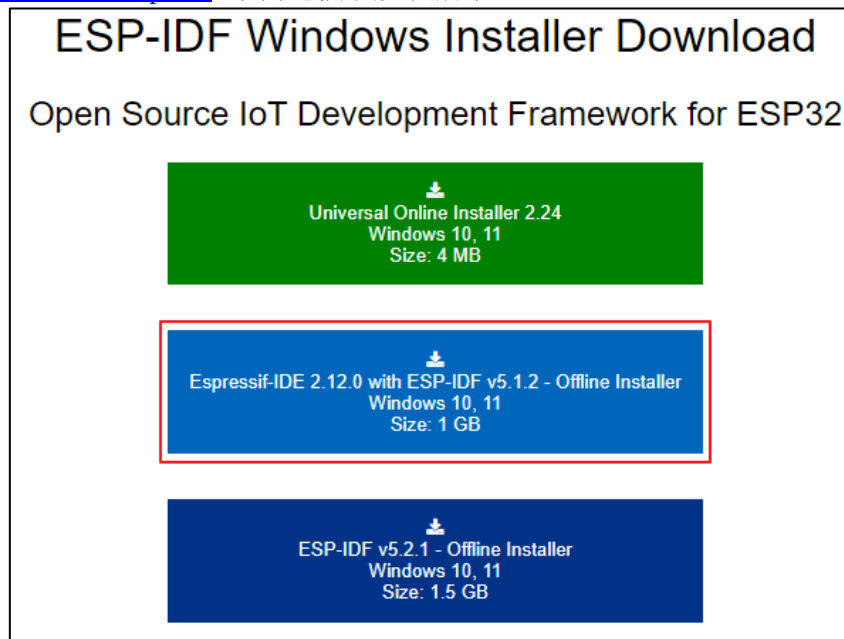 ESP-IDF Windows Installer Download
Open Source IoT Development Framework for ESP32
Universal Online Installer 2.24
Windows 10, 11
Size: 4 MB
Espressif-IDE 2.12.0 with ESP-IDF v5.1.2 - Offline Installer
Windows 10, 11
Size: 1 GB
ESP-IDF v5.2.1 - Offline Installer
Windows 10, 11
Size: 1.5 GB